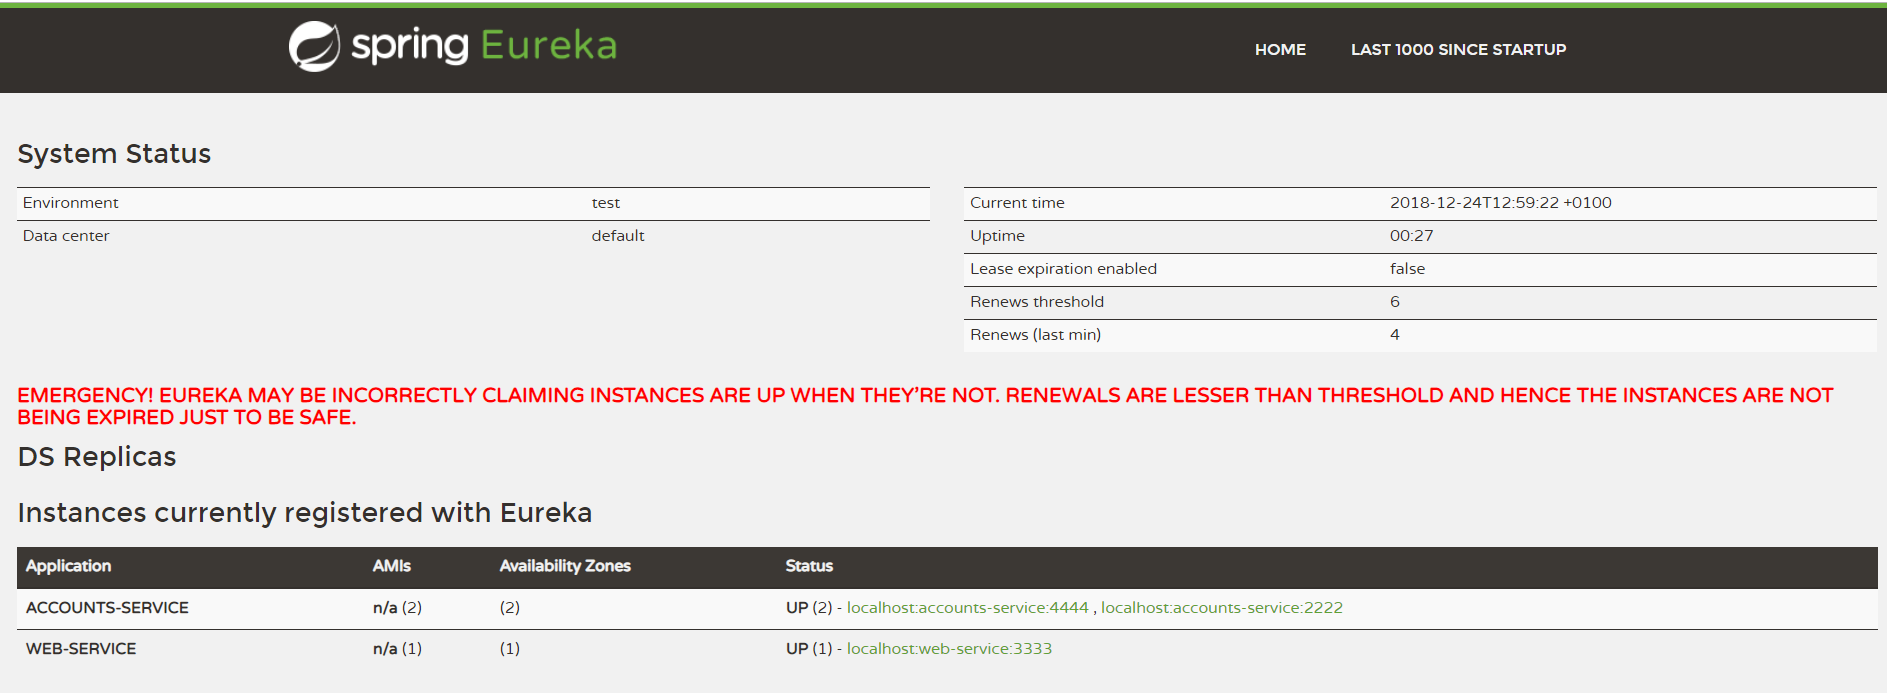 spring Eureka
HOME LAST 1000 SINCE STARTUP
System Status
Environment test
Data center default
Current time 2018-12-24T12:59:22 +0100
Uptime 00:27
Lease expiration enabled false
Renews threshold 6
Renews (last min) 4
EMERGENCY! EUREKA MAY BE INCORRECTLY CLAIMING INSTANCES ARE UP WHEN THEY'RE NOT. RENEWALS ARE LESSER THAN THRESHOLD AND HENCE THE INSTANCES ARE NOT
BEING EXPIRED JUST TO BE SAFE.
DS Replicas
Instances currently registered with Eureka
Application AMIs Availability Zones Status
ACCOUNTS-SERVICE n/a (2) (2) UP (2) - localhost:accounts-service:4444 , localhost:accounts-service:2222
WEB-SERVICE n/a (1) (1) UP (1) - localhost:web-service:3333